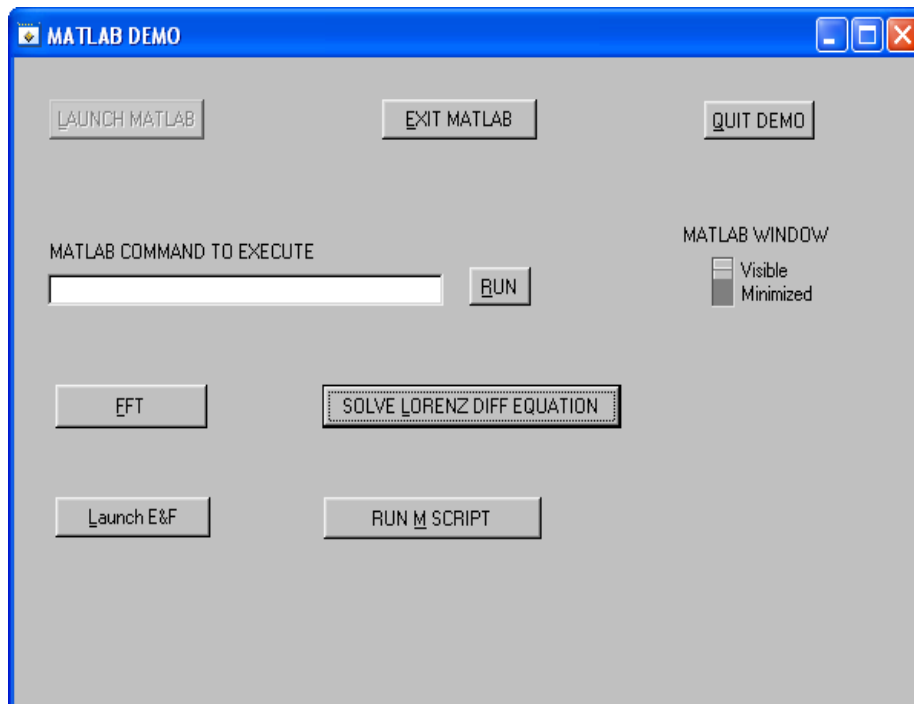 MATLAB DEMO
LAUNCH MATLAB
EXIT MATLAB
QUIT DEMO
MATLAB WINDOW
MATLAB COMMAND TO EXECUTE
Visible
RUN
Minimized
FFT
SOLVE LORENZ DIFF EQUATION
Launch E&F
RUN M SCRIPT